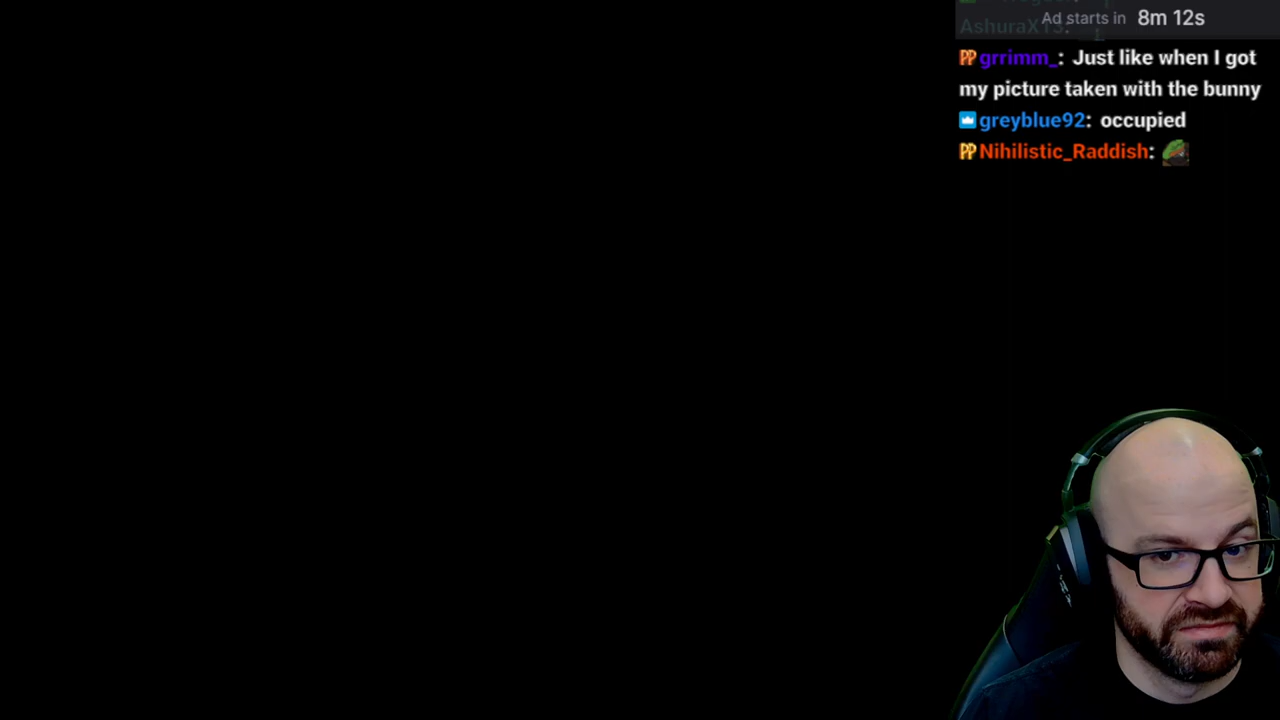 Ad starts in 8m 12s
grrimm_: Just like when I got
my picture taken with the bunny
greyblue92: occupied
Nihilistic_Raddish: